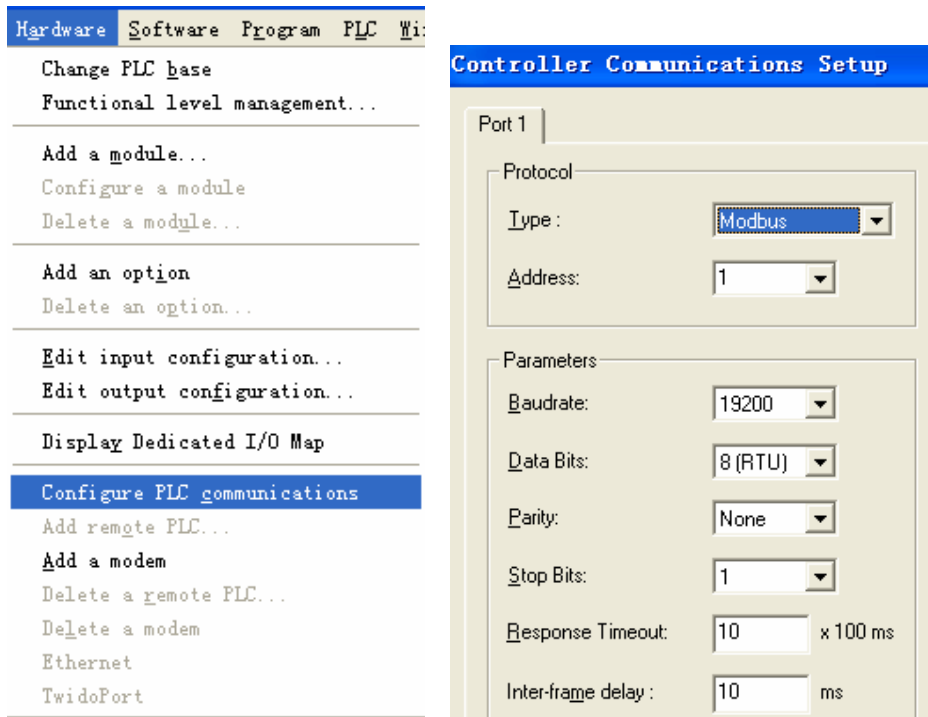 Hardware Software Program PLC Wi
Change PLC base
Functional level management...
Add a module...
Configure a module
Delete a module...
Add an option
Delete an option...
Edit input configuration...
Edit output configuration...
Display Dedicated I/O Map
Configure PLC communications
Add remote PLC...
Add a modem
Delete a remote PLC...
Delete a modem
Ethernet
TwidoPort
Controller Communications Setup
Port 1
Protocol
Type : Modbus
Address: 1
Parameters
Baudrate: 19200
Data Bits: 8 (RTU)
Parity: None
Stop Bits: 1
Response Timeout: 10 x 100 ms
Inter-frame delay : 10 ms